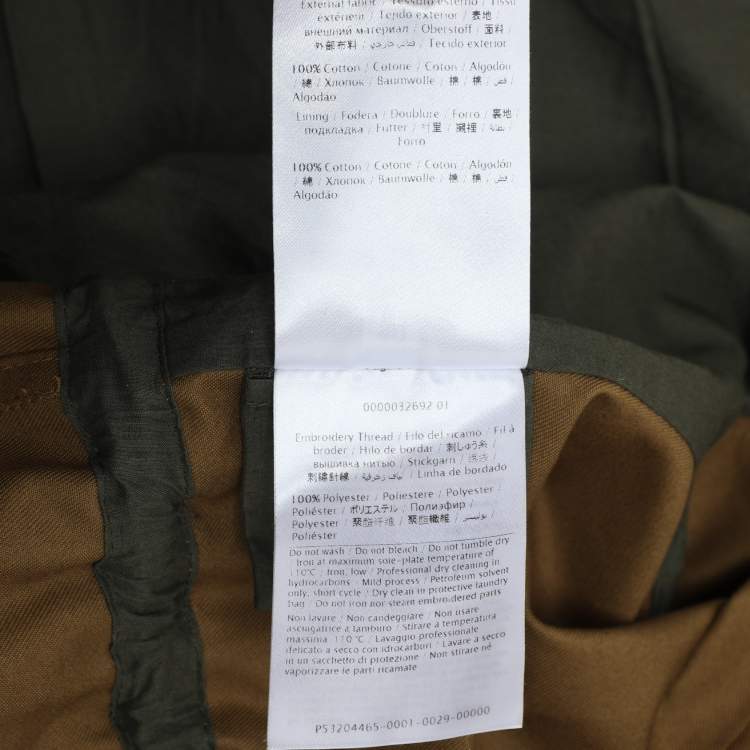 External fabric / Tessuto esterno / Tissu
extérieur / Tejido exterior / 表地 /
внешний материал / Oberstoff / 面料 /
外部布料 / قماش خارجي / Tecido exterior
100% Cotton / Cotone / Coton / Algodón
/ 綿 / Хлопок / Baumwolle / 棉 / 棉 / قطن /
Algodão
Lining / Fodera / Doublure / Forro / 裏地 /
подкладка / Futter / 衬里 / 襯裡 / بطانة /
Forro
100% Cotton / Cotone / Coton / Algodón
/ 綿 / Хлопок / Baumwolle / 棉 / 棉 / قطن /
Algodão
0000032692 01
Embroidery Thread / Filo del ricamo / Fil à
broder / Hilo de bordar / 刺しゅう糸 /
вышивка нитью / Stickgarn /
刺繡針線 / / Linha de bordado
100% Polyester / Poliestere / Polyester /
Poliéster / ポリエステル / Полиэфир /
Polyester / 聚酯纤维 / 聚酯纖維 / بوليستر /
Poliéster
Do not wash / Do not bleach / Do not tumble dry
/ Iron at maximum sole-plate temperature of
110°C / Iron, low / Professional dry cleaning in
hydrocarbons / Mild process / Petroleum solvent
only, short cycle / Dry clean in protective laundry
bag / Do not iron nor steam embroidered parts
Non lavare / Non candeggiare / Non usare
asciugatrice a tamburo / Stirare a temperatura
massima 110°C / Lavaggio professionale
delicato a secco con idrocarburi / Lavare a secco
in un sacchetto di protezione / Non stirare né
vaporizzare le parti ricamate
P53204465-0001-0029-00000